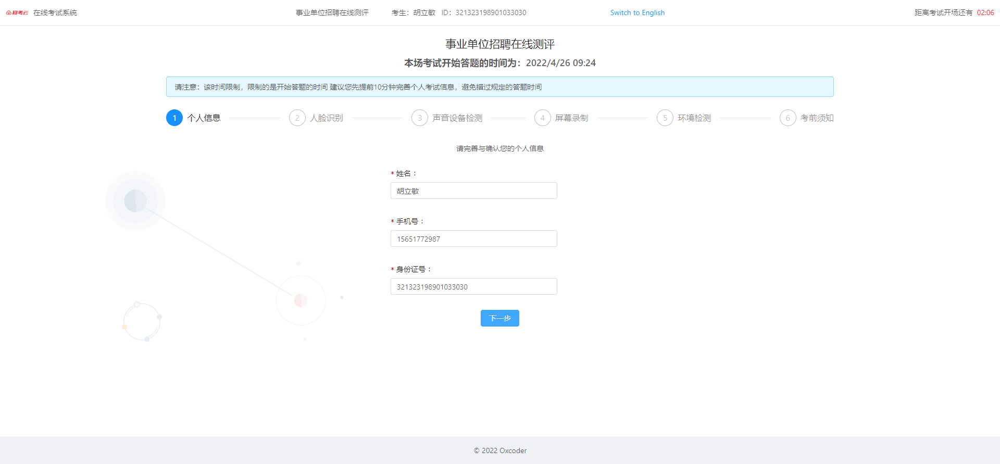 招考云 在线考试系统 事业单位招聘在线测评 考生：胡立敏 ID：321323198901033030 Switch to English 距离考试开场还有 02:06
事业单位招聘在线测评
本场考试开始答题的时间为：2022/4/26 09:24
请注意：该时间限制，限制的是开始答题的时间 建议您先提前10分钟完善个人考试信息，避免错过规定的答题时间
1 个人信息 2 人脸识别 3 声音设备检测 4 屏幕录制 5 环境检测 6 考前须知
请完善与确认您的个人信息
* 姓名：
胡立敏
* 手机号：
15651772987
* 身份证号：
321323198901033030
下一步
© 2022 Oxcoder